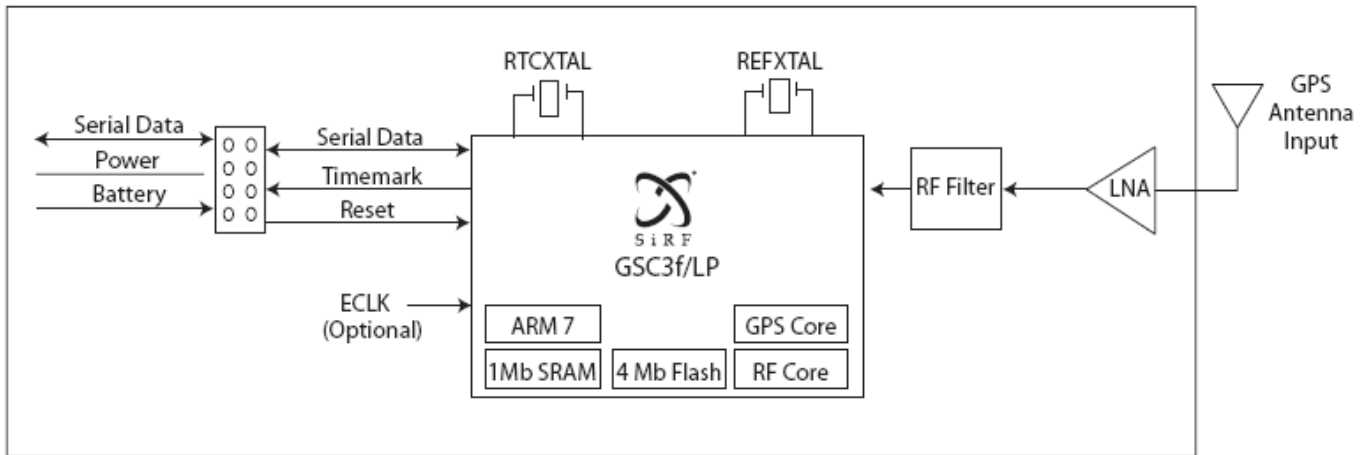 RTCXTAL
REFXTAL
GPS
Antenna
Input
Serial Data
Power
Battery
Serial Data
Timemark
Reset
RF Filter
LNA
SiRF
GSC3f/LP
ECLK
(Optional)
ARM 7
GPS Core
1Mb SRAM
4 Mb Flash
RF Core